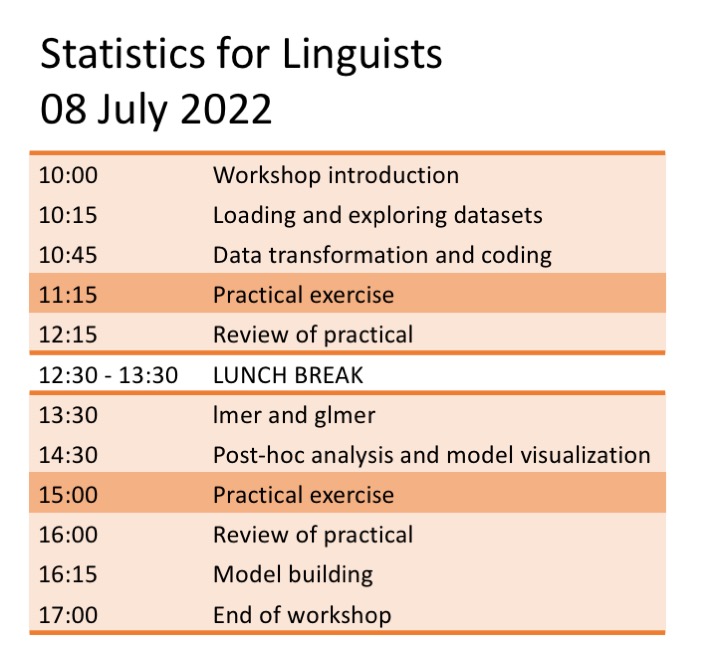 Statistics for Linguists
08 July 2022
10:00 Workshop introduction
10:15 Loading and exploring datasets
10:45 Data transformation and coding
11:15 Practical exercise
12:15 Review of practical
12:30 - 13:30 LUNCH BREAK
13:30 lmer and glmer
14:30 Post-hoc analysis and model visualization
15:00 Practical exercise
16:00 Review of practical
16:15 Model building
17:00 End of workshop